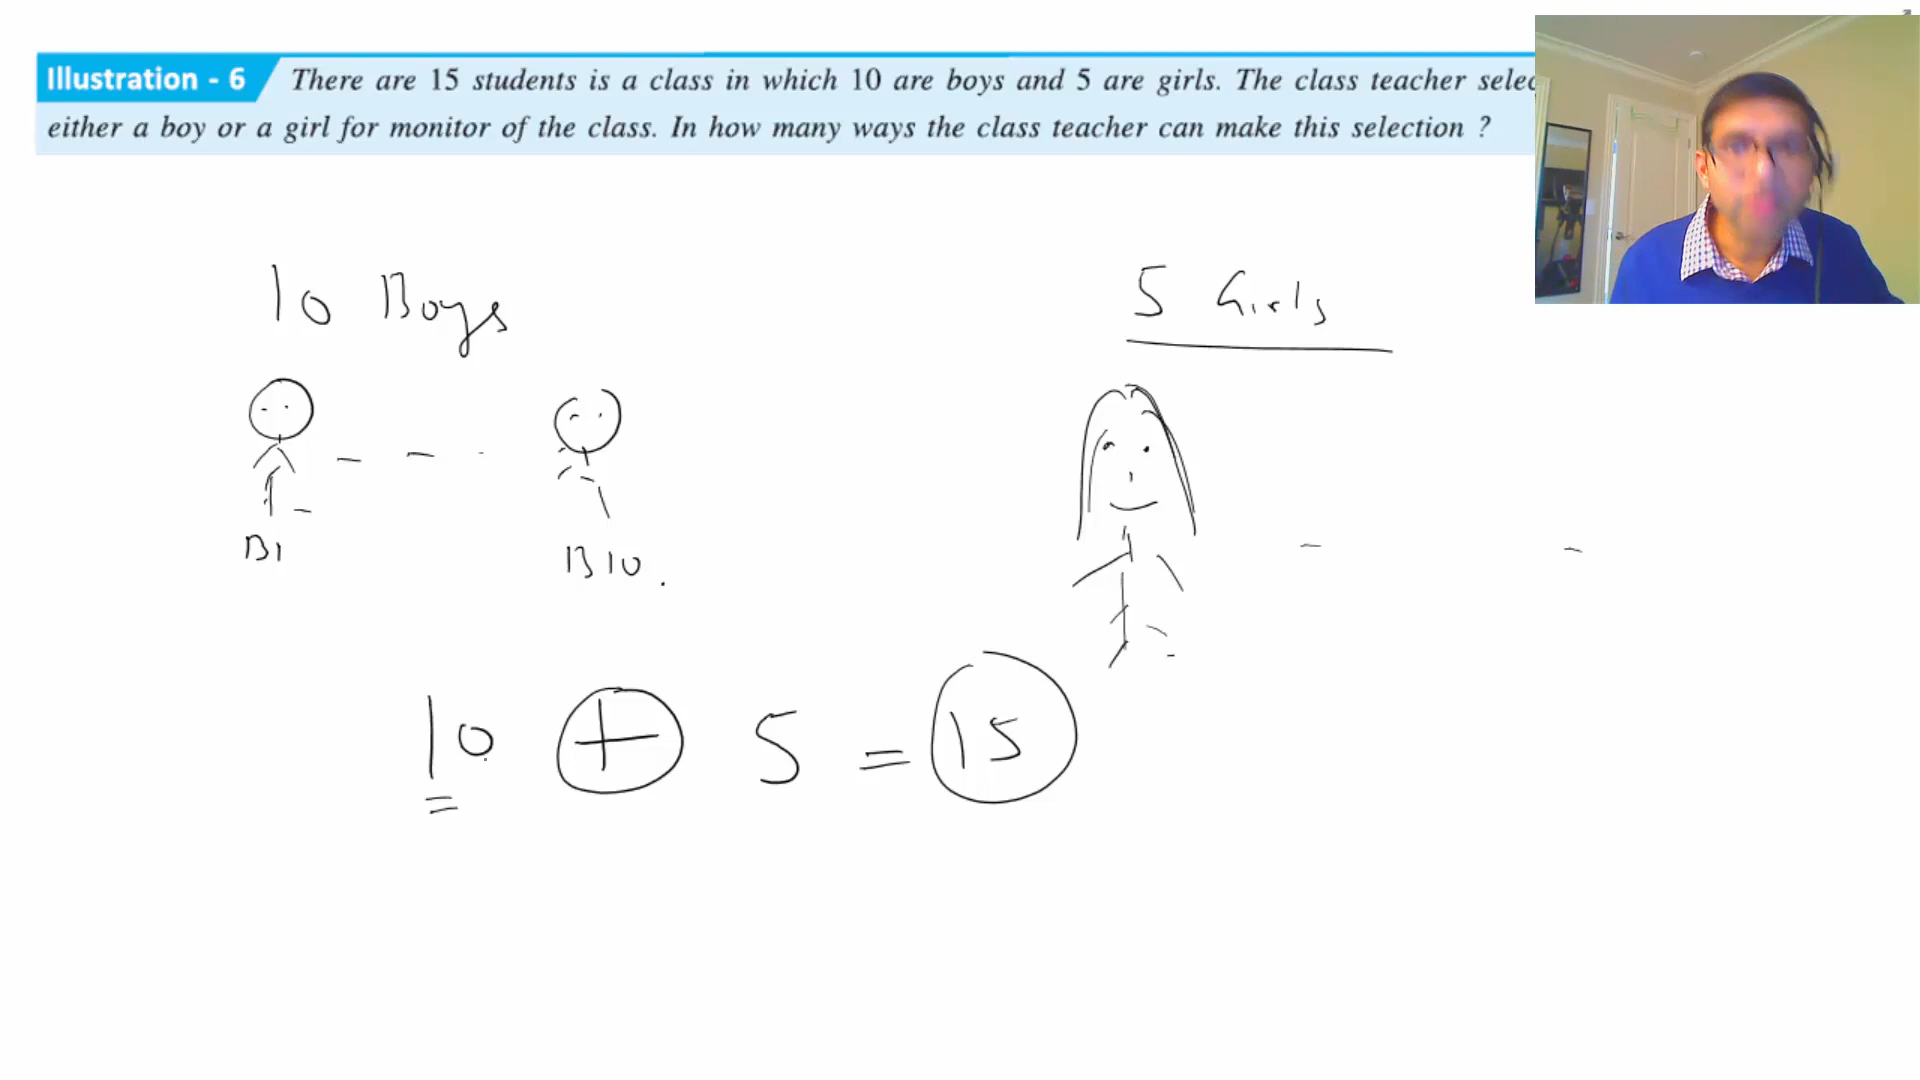 Illustration - 6 There are 15 students is a class in which 10 are boys and 5 are girls. The class teacher selec
either a boy or a girl for monitor of the class. In how many ways the class teacher can make this selection ?
10 Boys
5 Girls
B1
B10.
10 + 5 = 15